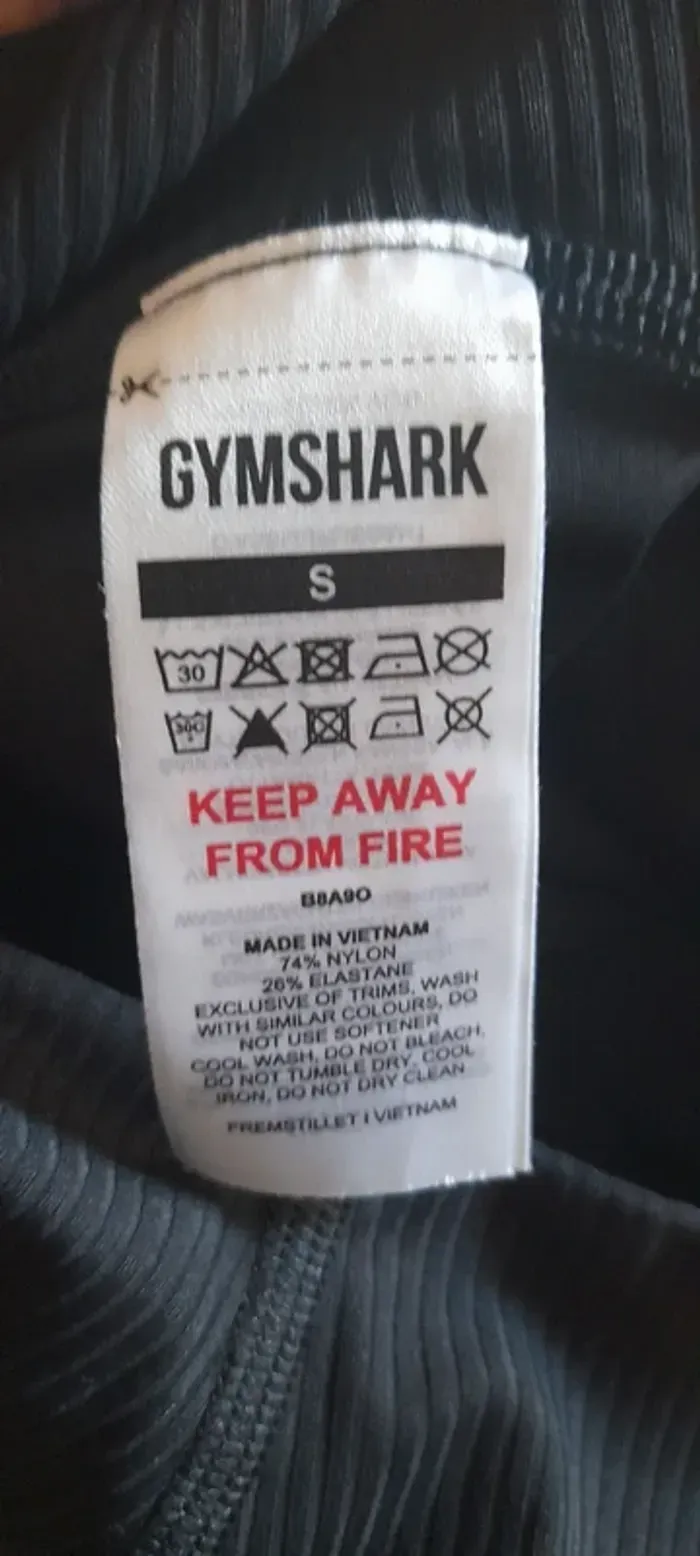 GYMSHARK
S
30
30C
KEEP AWAY
FROM FIRE
B8A9O
MADE IN VIETNAM
74% NYLON
26% ELASTANE
EXCLUSIVE OF TRIMS, WASH
WITH SIMILAR COLOURS, DO
NOT USE SOFTENER
COOL WASH, DO NOT BLEACH,
DO NOT TUMBLE DRY, COOL
IRON, DO NOT DRY CLEAN
FREMSTILLET I VIETNAM